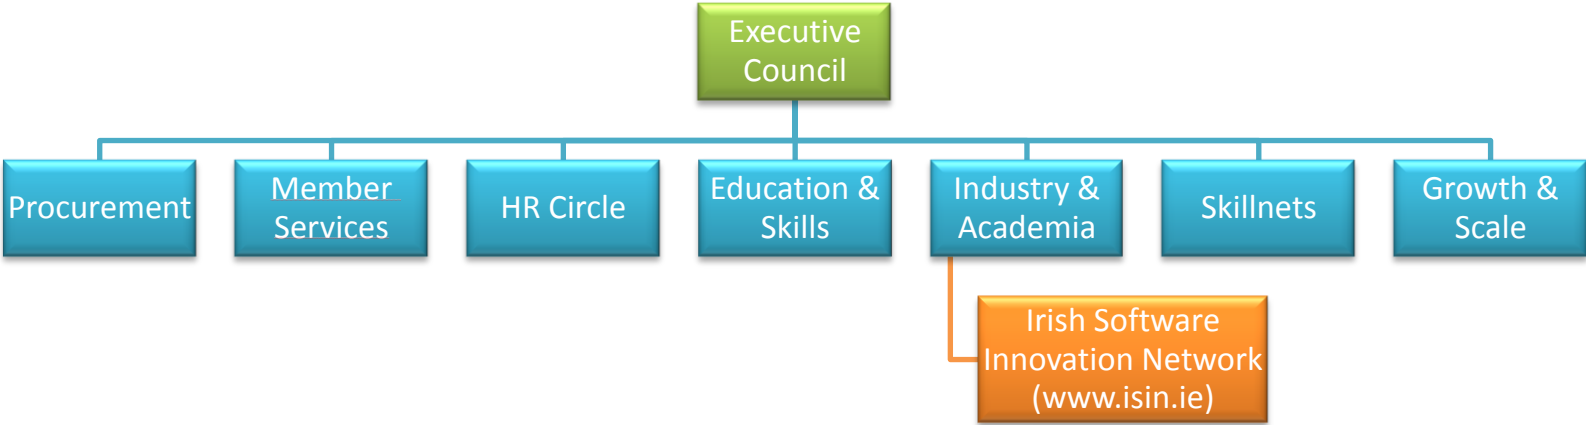 Executive
Council
Procurement
Member
Services
HR Circle
Education &
Skills
Industry &
Academia
Skillnets
Growth &
Scale
Irish Software
Innovation Network
(www.isin.ie)